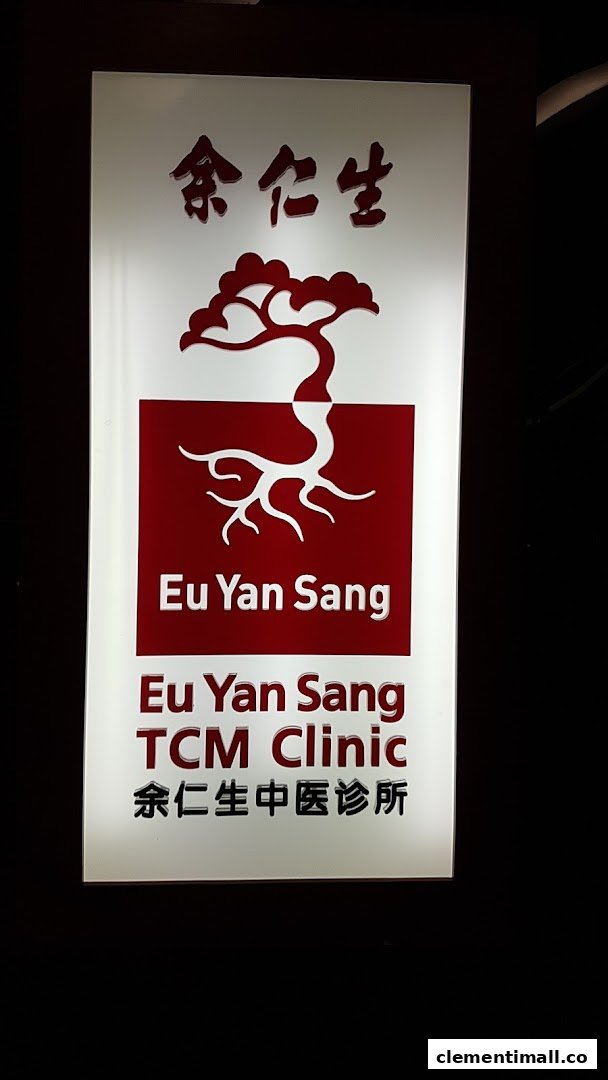 余仁生
Eu Yan Sang
Eu Yan Sang
TCM Clinic
余仁生中医诊所
clementimall.co